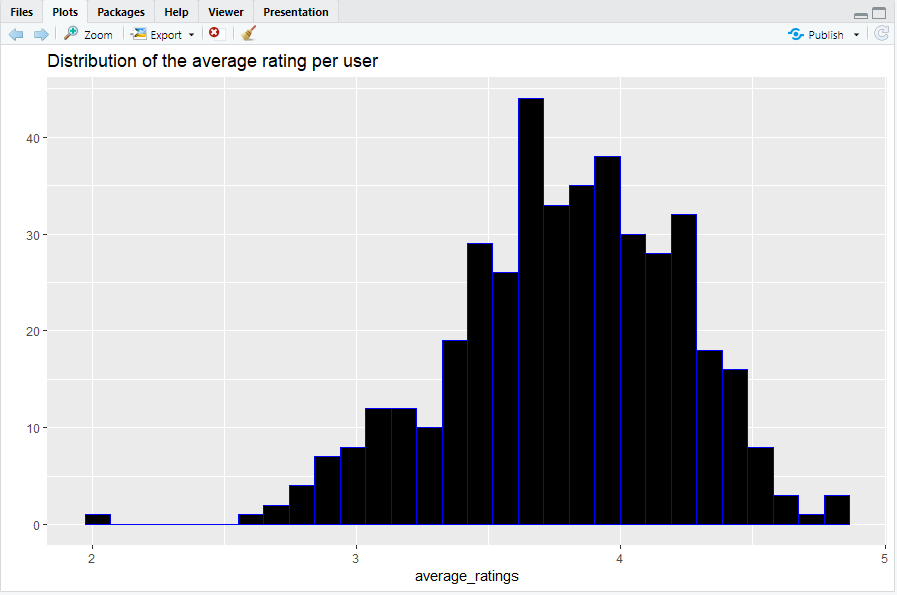 Files Plots Packages Help Viewer Presentation
Zoom Export Publish
Distribution of the average rating per user
40
30
20
10
0
2 3 4 5
average_ratings